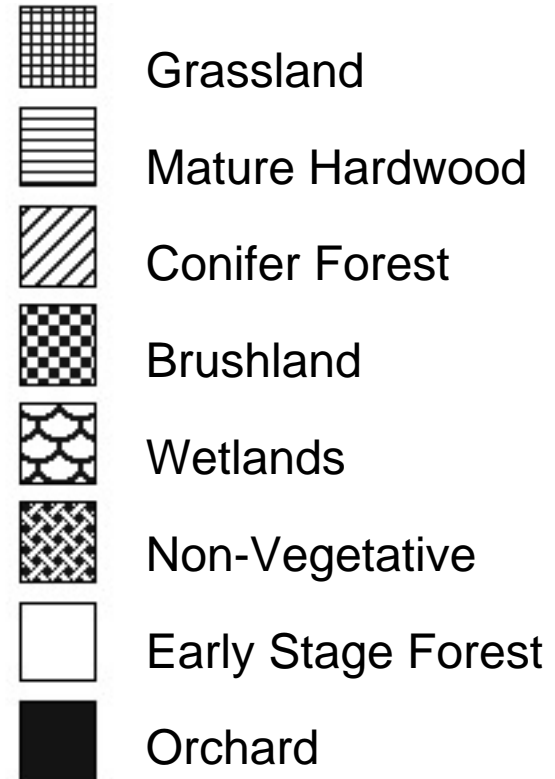 Grassland
Mature Hardwood
Conifer Forest
Brushland
Wetlands
Non-Vegetative
Early Stage Forest
Orchard